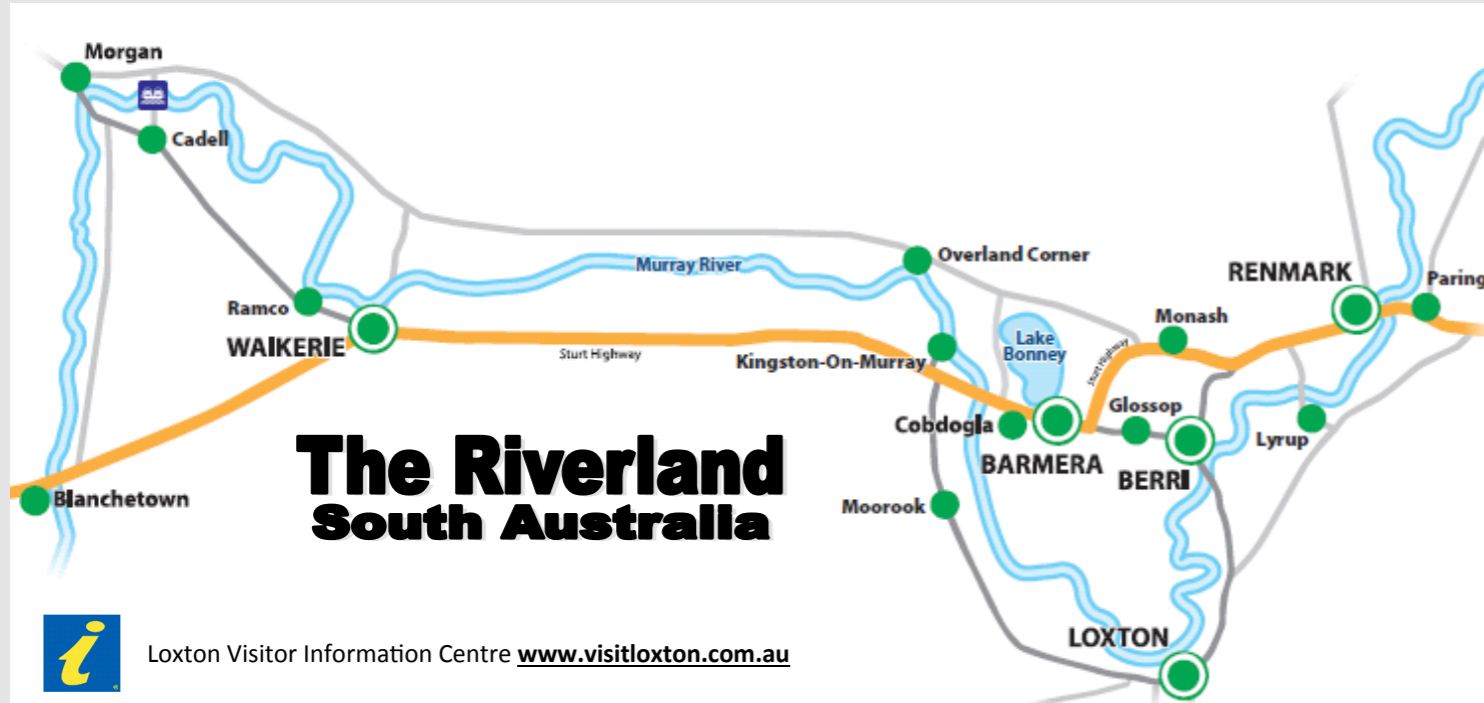 Morgan
Cadell
Murray River
Overland Corner
RENMARK
Paring
Ramco
Monash
WAIKERIE
Sturt Highway
Lake
Bonney
Sturt Highway
Kingston-On-Murray
Glossop
Cobdogla
Lyrup
BARMERA
BERRI
The Riverland
South Australia
Blanchetown
Moorook
LOXTON
i
Loxton Visitor Information Centre www.visitloxton.com.au